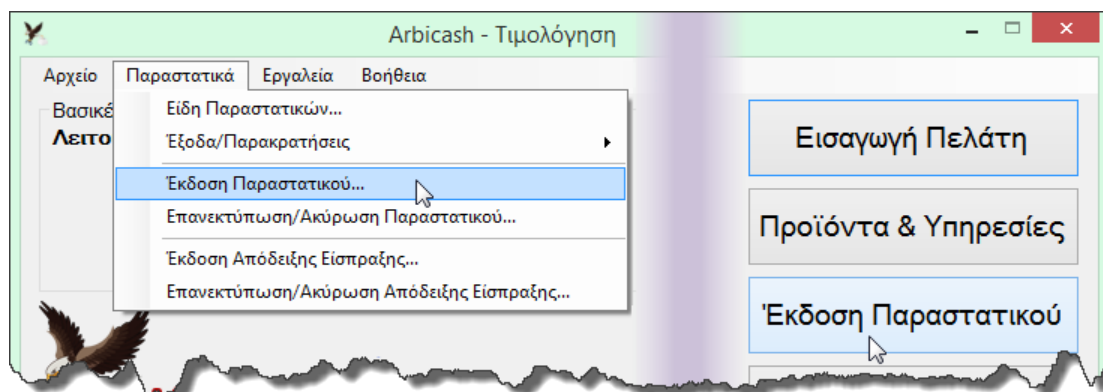 Arbicash - Τιμολόγηση
Αρχείο Παραστατικά Εργαλεία Βοήθεια
Είδη Παραστατικών...
Έξοδα/Παρακρατήσεις
Έκδοση Παραστατικού...
Επανεκτύπωση/Ακύρωση Παραστατικού...
Έκδοση Απόδειξης Είσπραξης...
Επανεκτύπωση/Ακύρωση Απόδειξης Είσπραξης...
Εισαγωγή Πελάτη
Προϊόντα & Υπηρεσίες
Έκδοση Παραστατικού